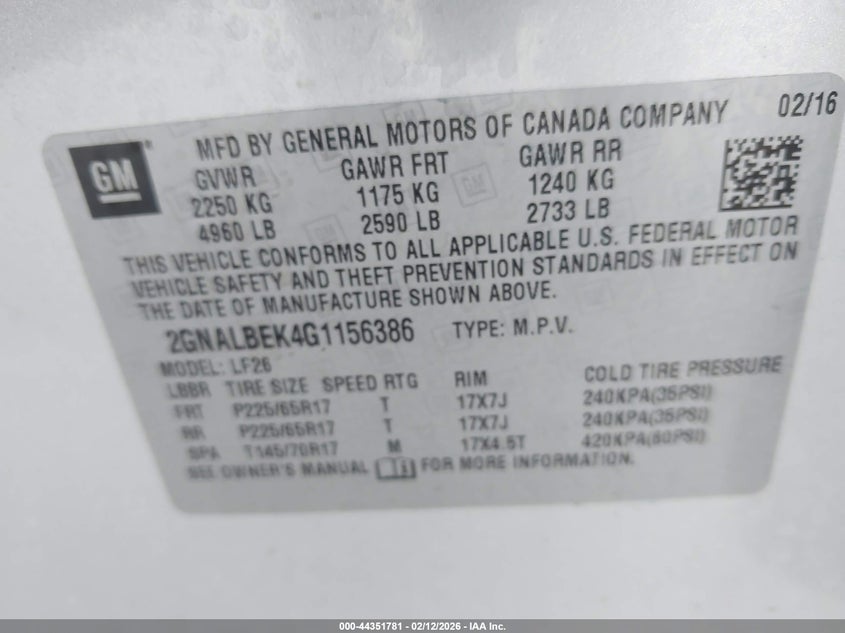 MFD BY GENERAL MOTORS OF CANADA COMPANY 02/16
GM
GVWR GAWR FRT GAWR RR
2250 KG 1175 KG 1240 KG
4960 LB 2590 LB 2733 LB
THIS VEHICLE CONFORMS TO ALL APPLICABLE U.S. FEDERAL MOTOR
VEHICLE SAFETY AND THEFT PREVENTION STANDARDS IN EFFECT ON
THE DATE OF MANUFACTURE SHOWN ABOVE.
2GNALBEK4G1156386 TYPE: M.P.V.
MODEL: LF26
LBBR TIRE SIZE SPEED RTG RIM COLD TIRE PRESSURE
FRT P225/65R17 T 17X7J 240KPA(35PSI)
RR P225/65R17 T 17X7J 240KPA(35PSI)
SPA T145/70R17 M 17X4.5T 420KPA(60PSI)
SEE OWNER'S MANUAL FOR MORE INFORMATION.
000-44351781 - 02/12/2026 - IAA Inc.